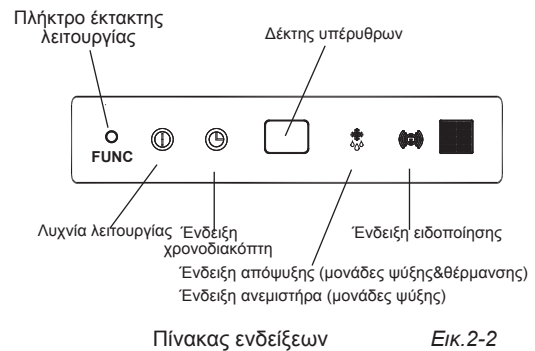 Πλήκτρο έκτακτης
λειτουργίας
Δέκτης υπέρυθρων
FUNC
Λυχνία λειτουργίας
Ένδειξη
χρονοδιακόπτη
Ένδειξη ειδοποίησης
Ένδειξη απόψυξης (μονάδες ψύξης&θέρμανσης)
Ένδειξη ανεμιστήρα (μονάδες ψύξης)
Πίνακας ενδείξεων Εικ.2-2